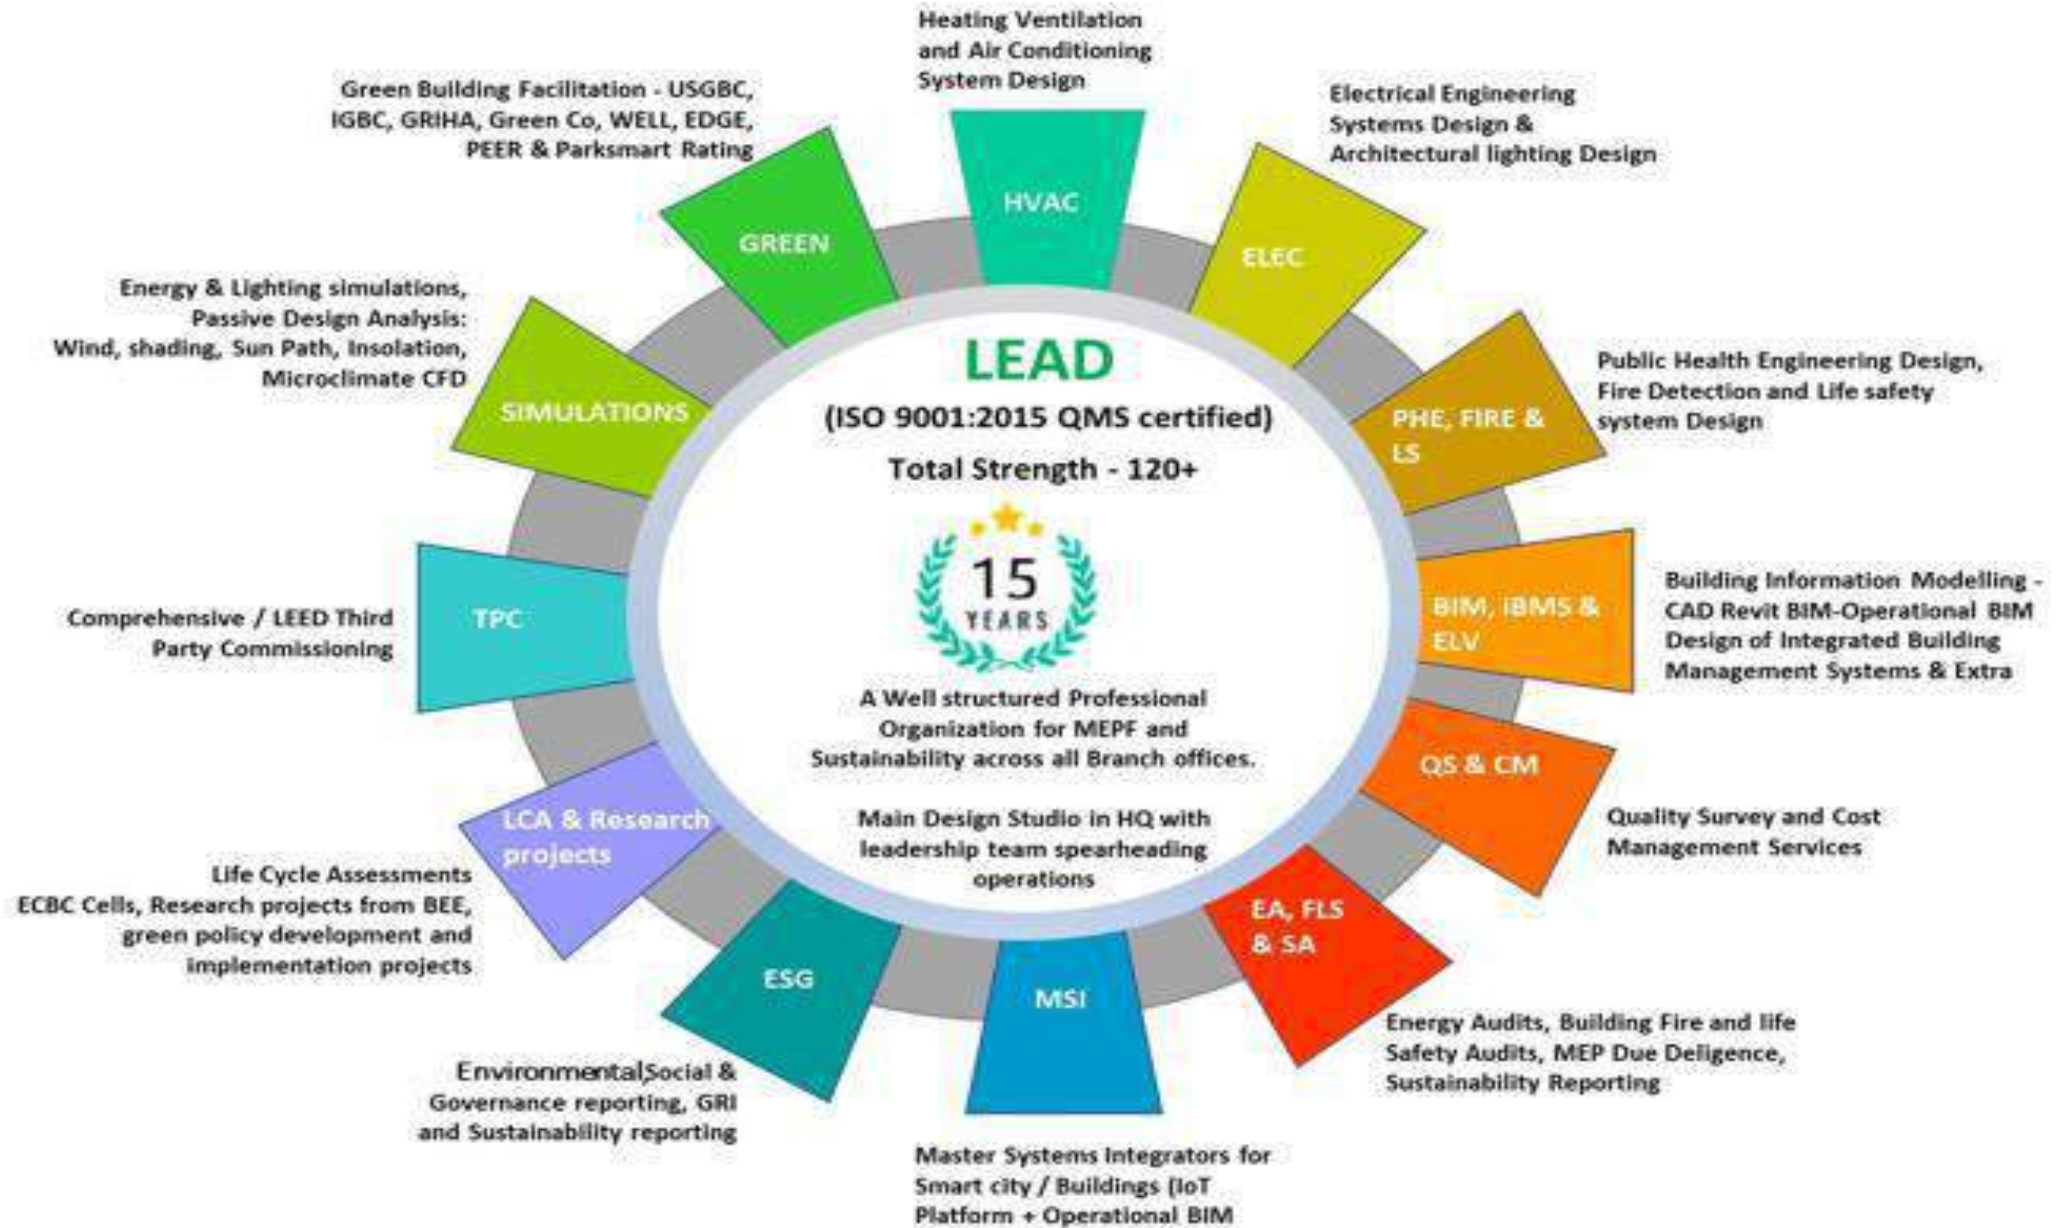 Heating Ventilation
and Air Conditioning
System Design
HVAC
Electrical Engineering
Systems Design &
Architectural lighting Design
ELEC
Public Health Engineering Design,
Fire Detection and Life safety
system Design
PHE, FIRE &
LS
Building Information Modelling -
CAD Revit BIM-Operational BIM
Design of Integrated Building
Management Systems & Extra
BIM, IBMS &
ELV
QS & CM
Quality Survey and Cost
Management Services
EA, FLS
& SA
Energy Audits, Building Fire and life
Safety Audits, MEP Due Deligence,
Sustainability Reporting
MSI
Master Systems Integrators for
Smart city / Buildings (IoT
Platform + Operational BIM
ESG
Environmental,Social &
Governance reporting, GRI
and Sustainability reporting
LCA & Research
projects
Life Cycle Assessments
ECBC Cells, Research projects from BEE,
green policy development and
implementation projects
TPC
Comprehensive / LEED Third
Party Commissioning
SIMULATIONS
Energy & Lighting simulations,
Passive Design Analysis:
Wind, shading, Sun Path, Insolation,
Microclimate CFD
GREEN
Green Building Facilitation - USGBC,
IGBC, GRIHA, Green Co, WELL, EDGE,
PEER & Parksmart Rating
LEAD
(ISO 9001:2015 QMS certified)
Total Strength - 120+
15
YEARS
A Well structured Professional
Organization for MEPF and
Sustainability across all Branch offices.
Main Design Studio in HQ with
leadership team spearheading
operations